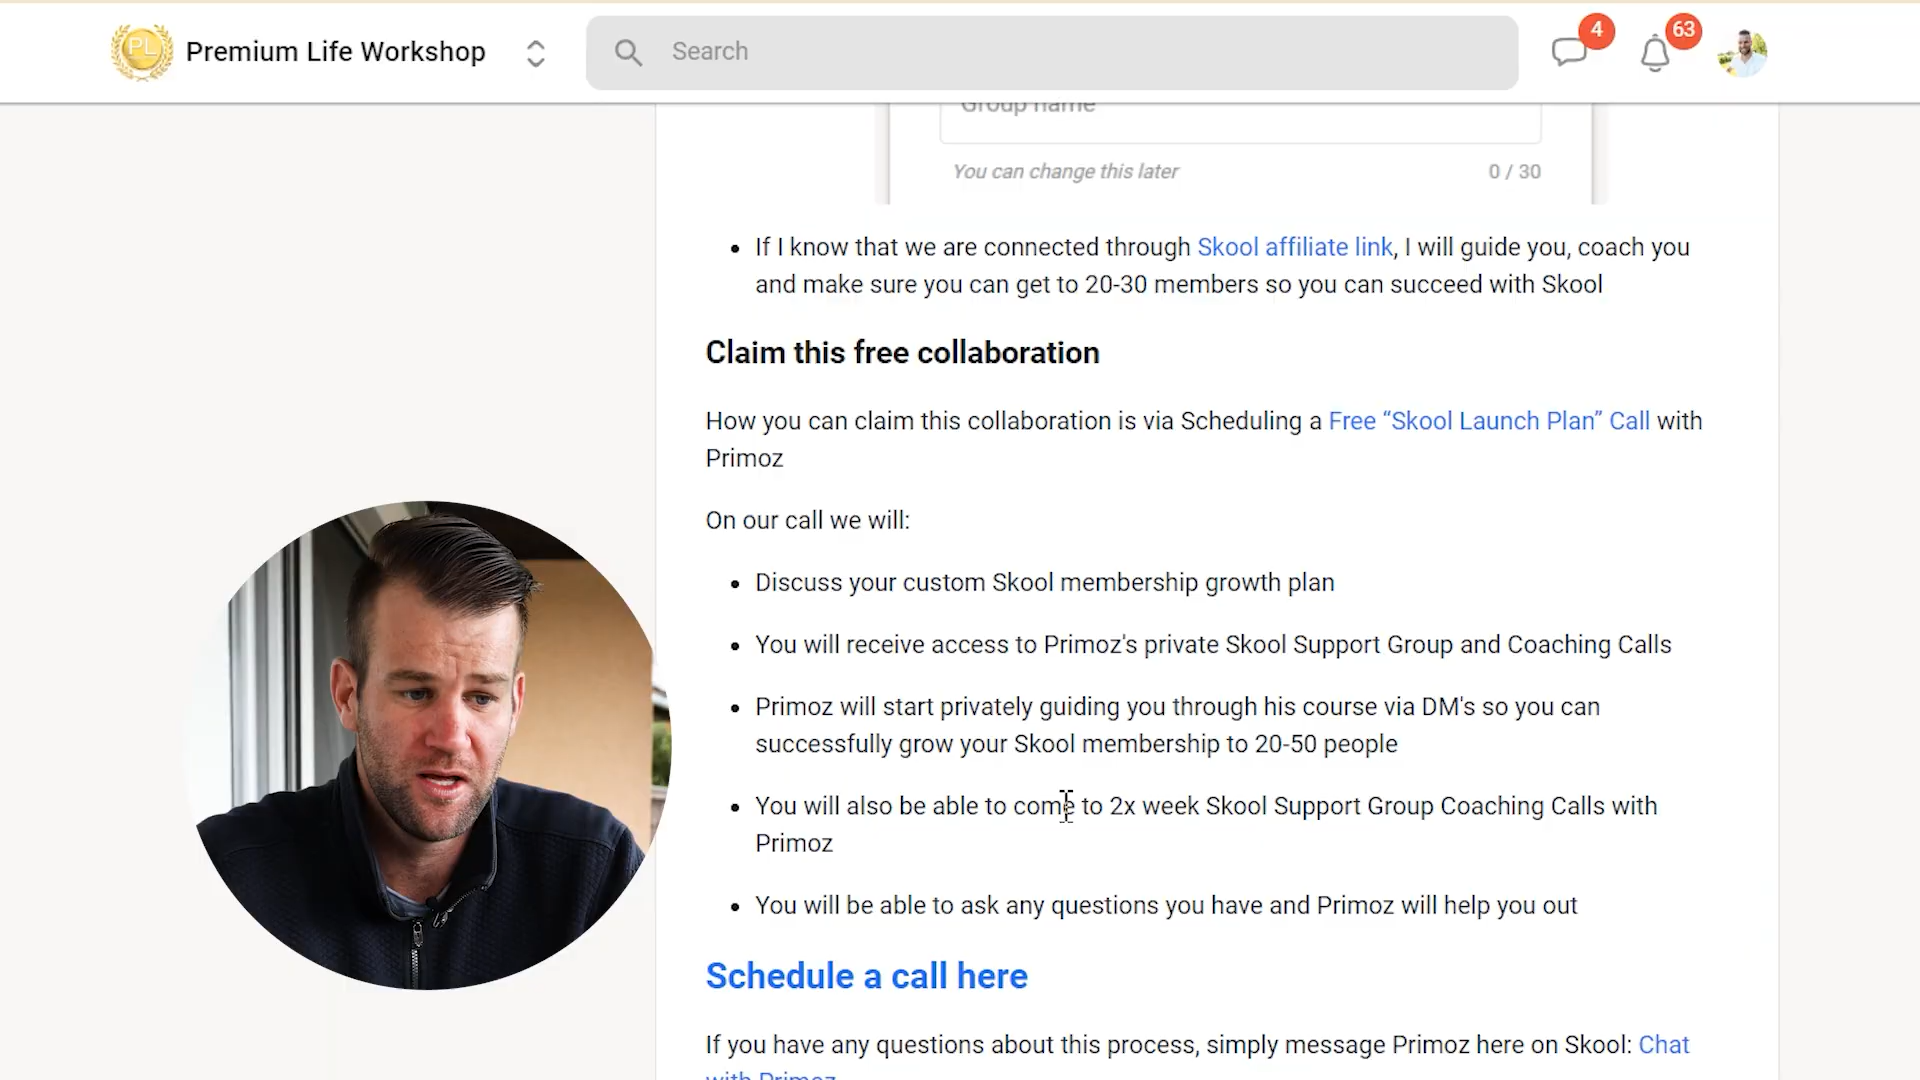 PL
Premium Life Workshop
Search
4
63
Group name
You can change this later
0 / 30
If I know that we are connected through Skool affiliate link, I will guide you, coach you
and make sure you can get to 20-30 members so you can succeed with Skool
Claim this free collaboration
How you can claim this collaboration is via Scheduling a Free “Skool Launch Plan” Call with
Primoz
On our call we will:
Discuss your custom Skool membership growth plan
You will receive access to Primoz's private Skool Support Group and Coaching Calls
Primoz will start privately guiding you through his course via DM's so you can
successfully grow your Skool membership to 20-50 people
You will also be able to come to 2x week Skool Support Group Coaching Calls with
Primoz
You will be able to ask any questions you have and Primoz will help you out
Schedule a call here
If you have any questions about this process, simply message Primoz here on Skool: Chat
with Primoz